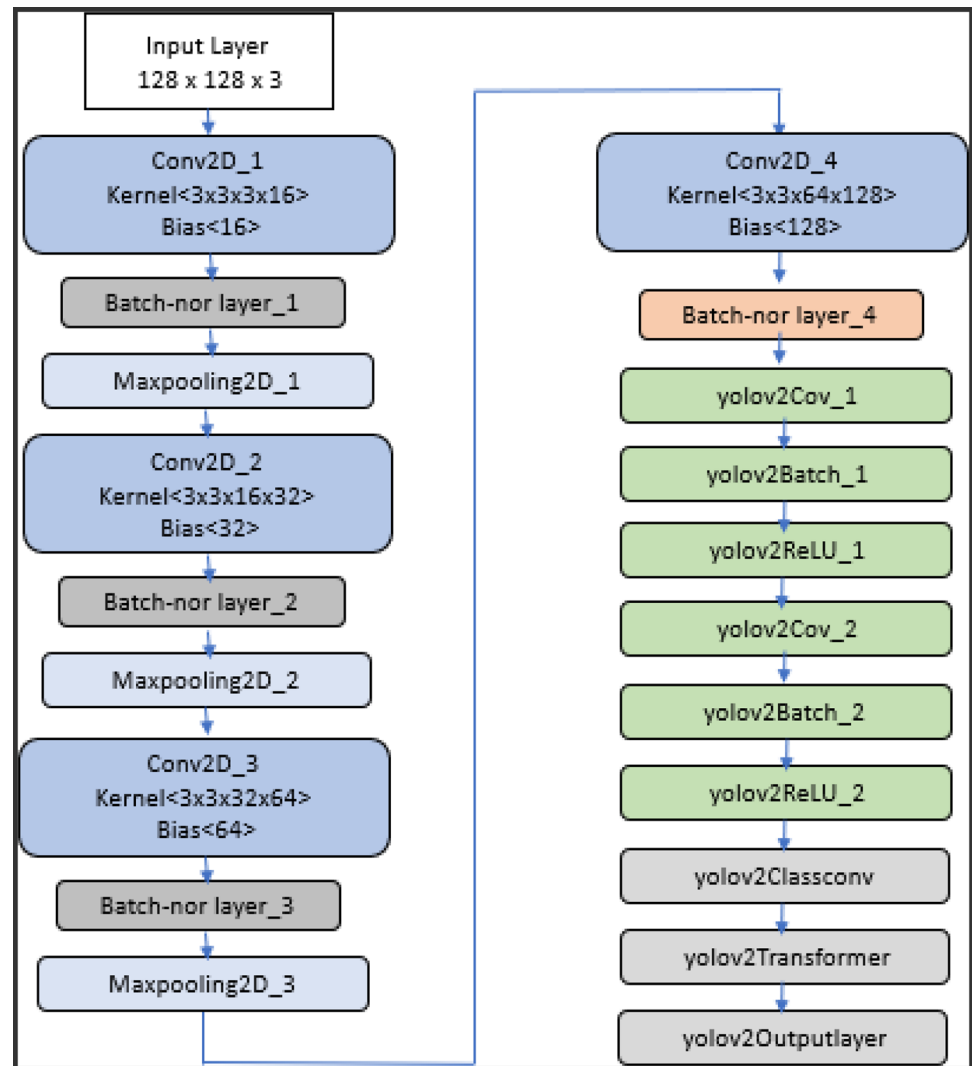 Input Layer
128 x 128 x 3
Conv2D_1
Kernel<3x3x3x16>
Bias<16>
Batch-nor layer_1
Maxpooling2D_1
Conv2D_2
Kernel<3x3x16x32>
Bias<32>
Batch-nor layer_2
Maxpooling2D_2
Conv2D_3
Kernel<3x3x32x64>
Bias<64>
Batch-nor layer_3
Maxpooling2D_3
Conv2D_4
Kernel<3x3x64x128>
Bias<128>
Batch-nor layer_4
yolov2Cov_1
yolov2Batch_1
yolov2ReLU_1
yolov2Cov_2
yolov2Batch_2
yolov2ReLU_2
yolov2Classconv
yolov2Transformer
yolov2Outputlayer